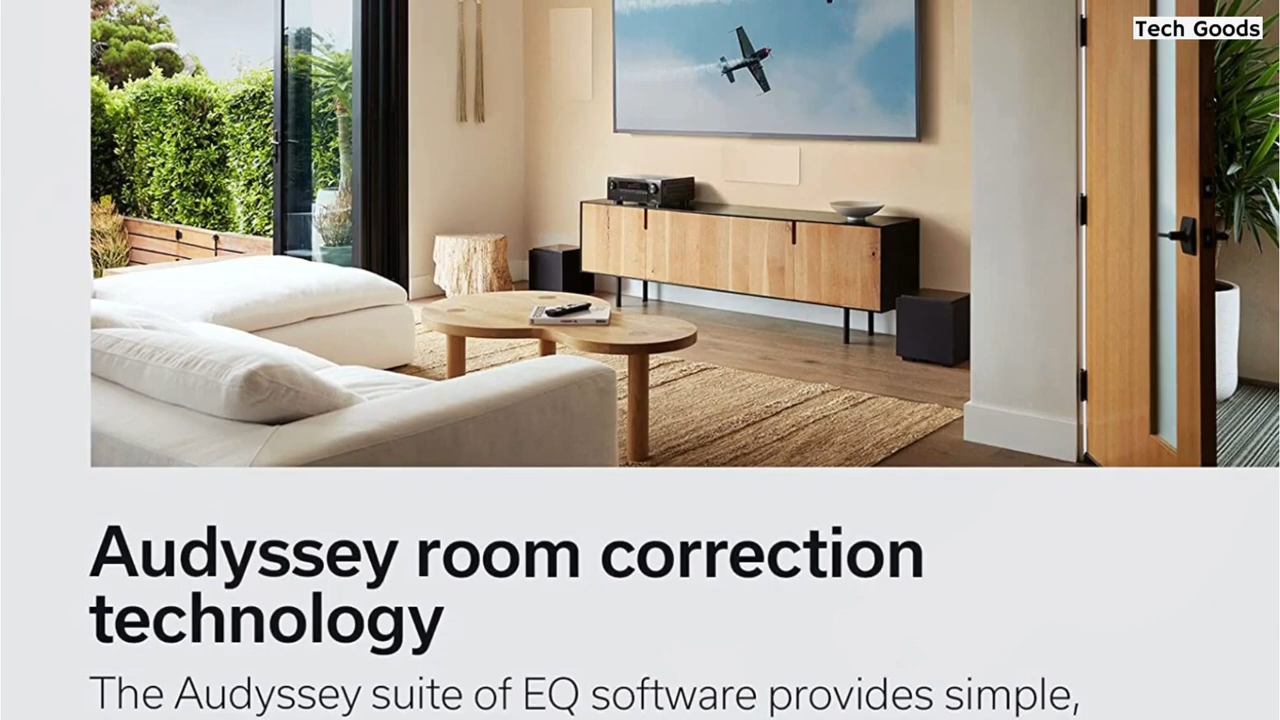 Tech Goods
Audyssey room correction
technology
The Audyssey suite of EQ software provides simple,